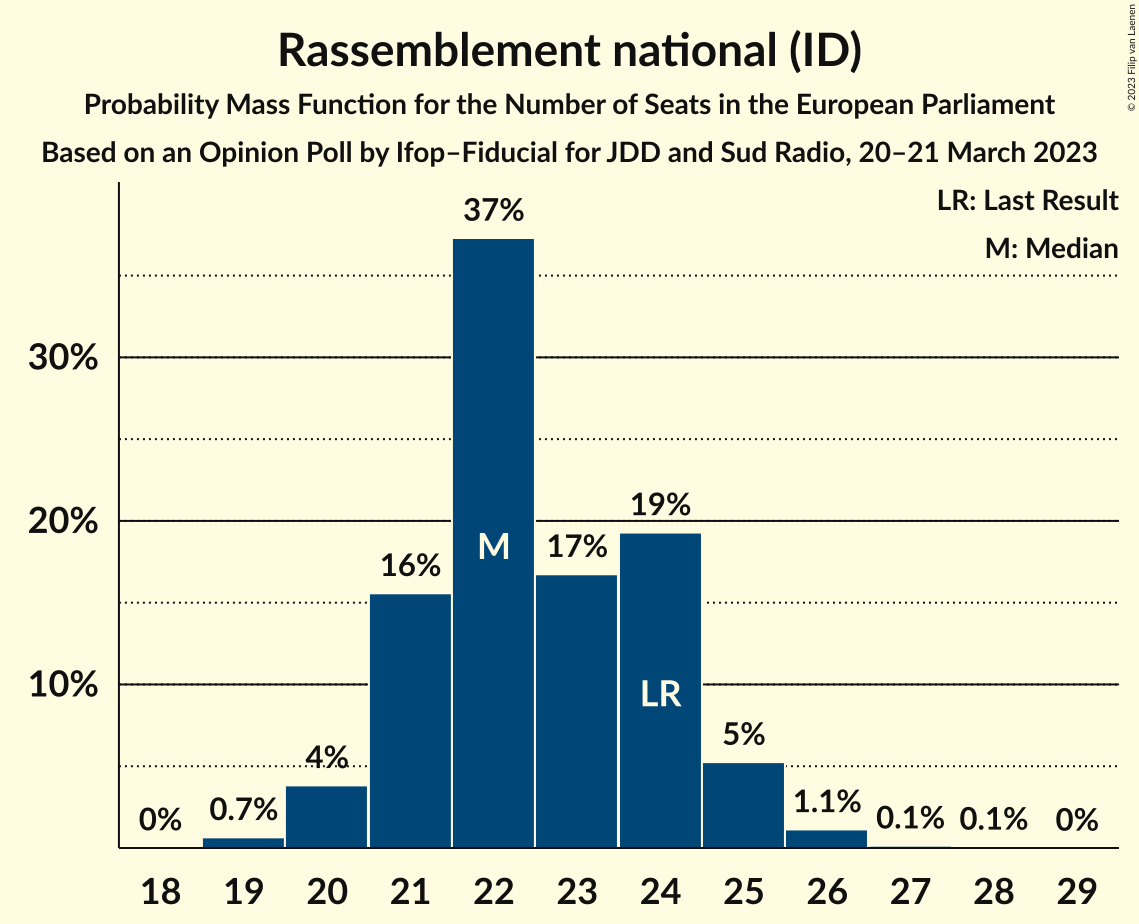 Rassemblement national (ID)
Probability Mass Function for the Number of Seats in the European Parliament
Based on an Opinion Poll by Ifop–Fiducial for JDD and Sud Radio, 20–21 March 2023
© 2023 Filip van Laenen
LR: Last Result
M: Median
30%
20%
10%
0%
0.7%
4%
16%
37%
17%
19%
5%
1.1%
0.1%
0.1%
0%
M
LR
18 19 20 21 22 23 24 25 26 27 28 29